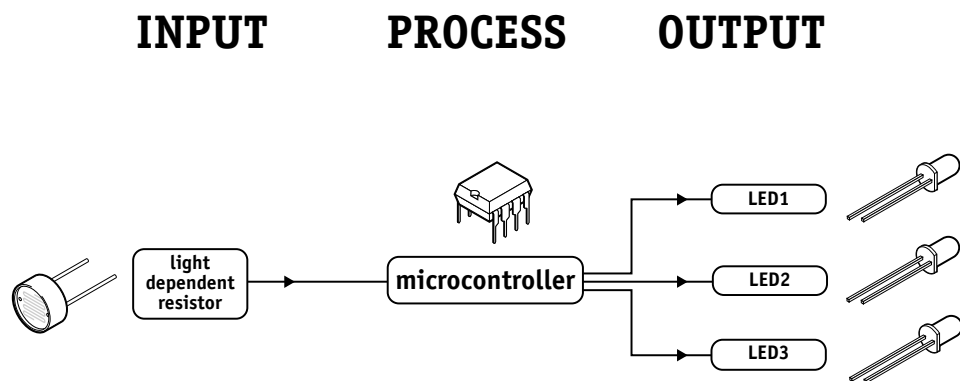 INPUT PROCESS OUTPUT
LED1
light
dependent
resistor
microcontroller
LED2
LED3